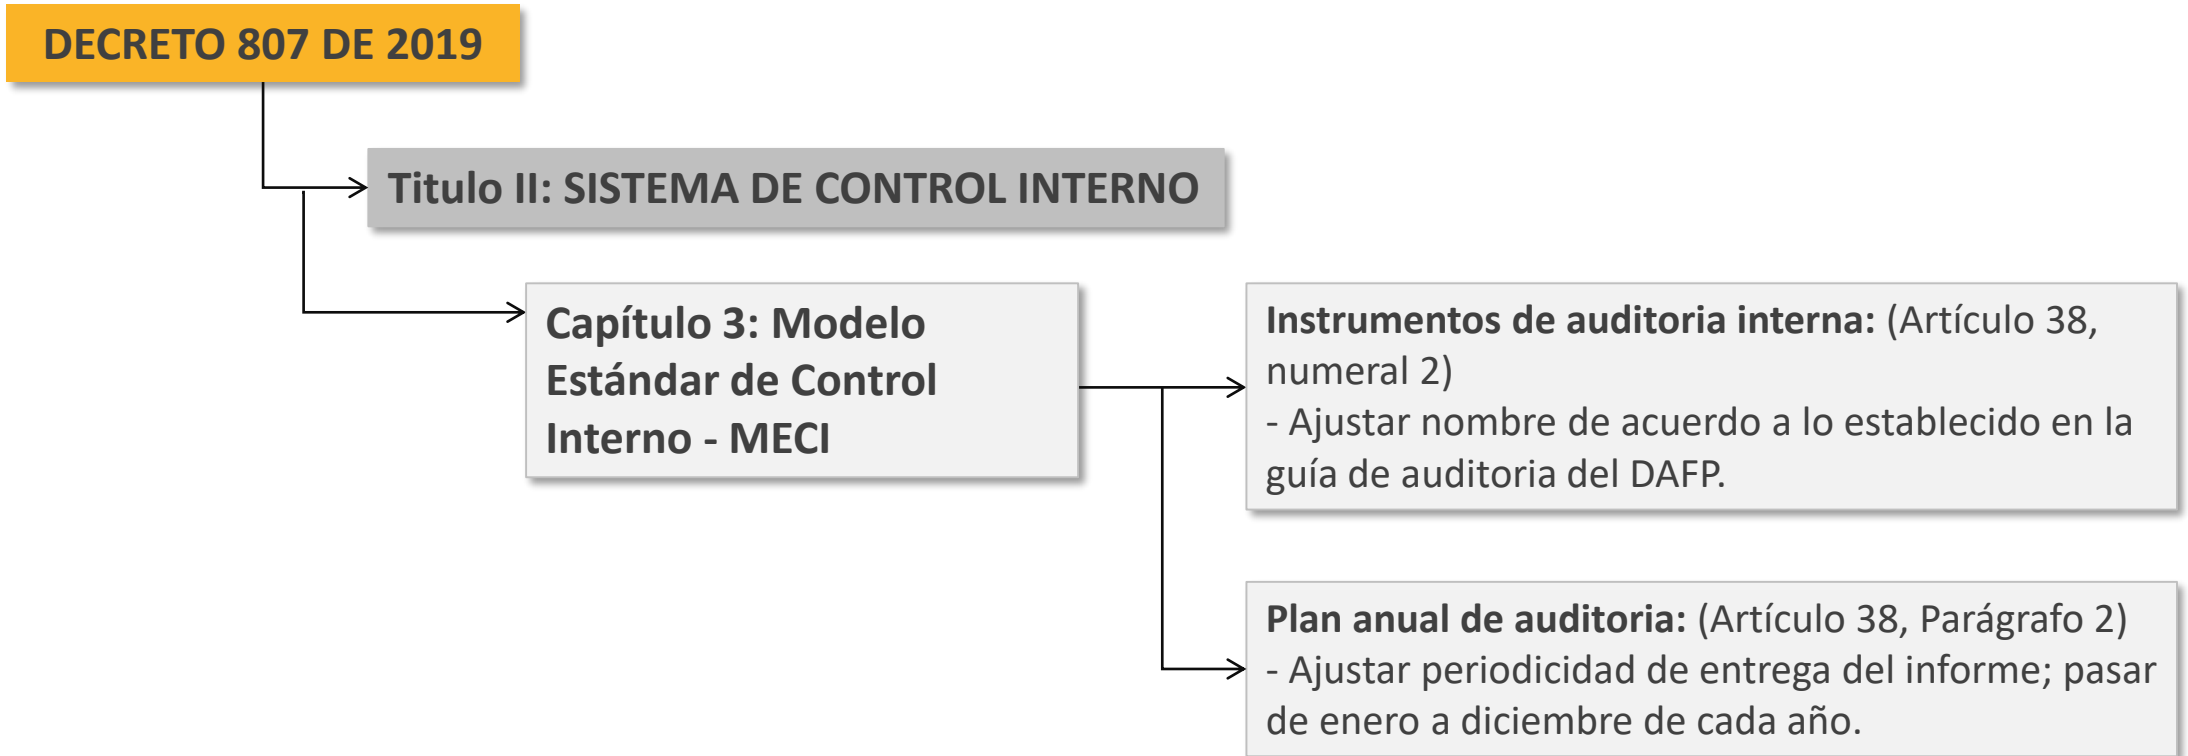 DECRETO 807 DE 2019
Titulo II: SISTEMA DE CONTROL INTERNO
Capítulo 3: Modelo
Estándar de Control
Interno - MECI
Instrumentos de auditoria interna: (Artículo 38,
numeral 2)
- Ajustar nombre de acuerdo a lo establecido en la
guía de auditoria del DAFP.
Plan anual de auditoria: (Artículo 38, Parágrafo 2)
- Ajustar periodicidad de entrega del informe; pasar
de enero a diciembre de cada año.